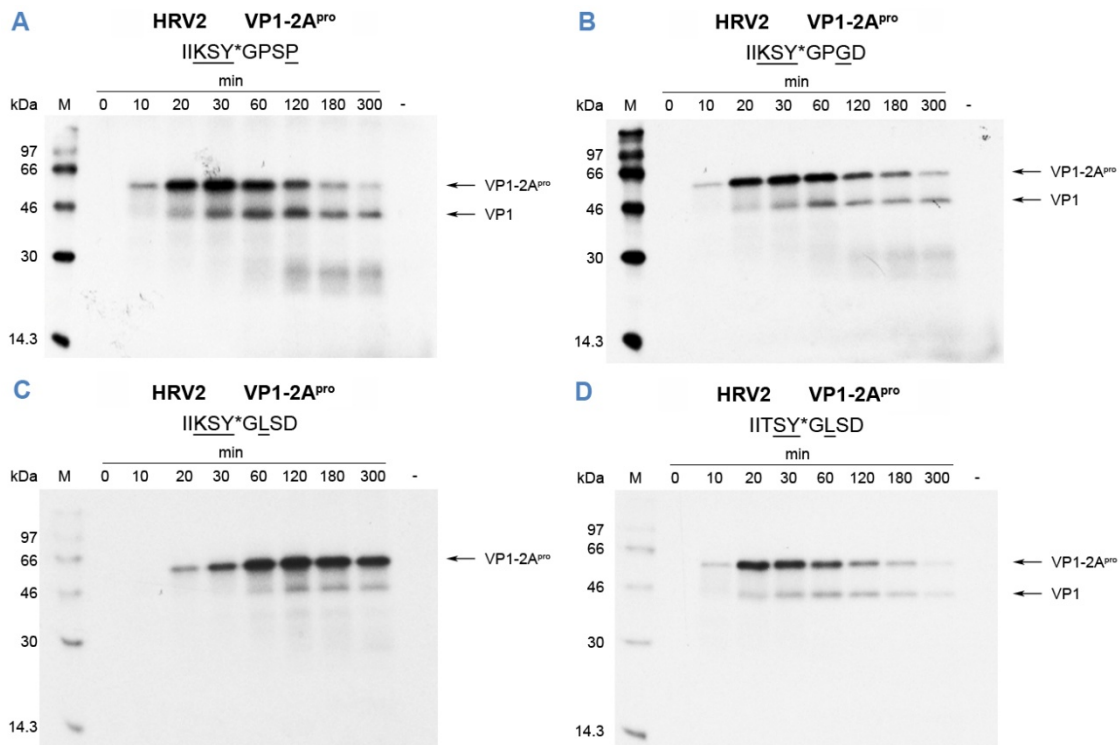 A
HRV2 VP1-2Apro
IIKSY*GPSP
min
kDa M 0 10 20 30 60 120 180 300 -
97
66
VP1-2Apro
46
VP1
30
14.3
B
HRV2 VP1-2Apro
IIKSY*GPGD
min
kDa M 0 10 20 30 60 120 180 300 -
97
66
VP1-2Apro
46
VP1
30
14.3
C
HRV2 VP1-2Apro
IIKSY*GLSD
min
kDa M 0 10 20 30 60 120 180 300 -
97
66
VP1-2Apro
46
30
14.3
D
HRV2 VP1-2Apro
IITSY*GLSD
min
kDa M 0 10 20 30 60 120 180 300 -
97
66
VP1-2Apro
46
VP1
30
14.3